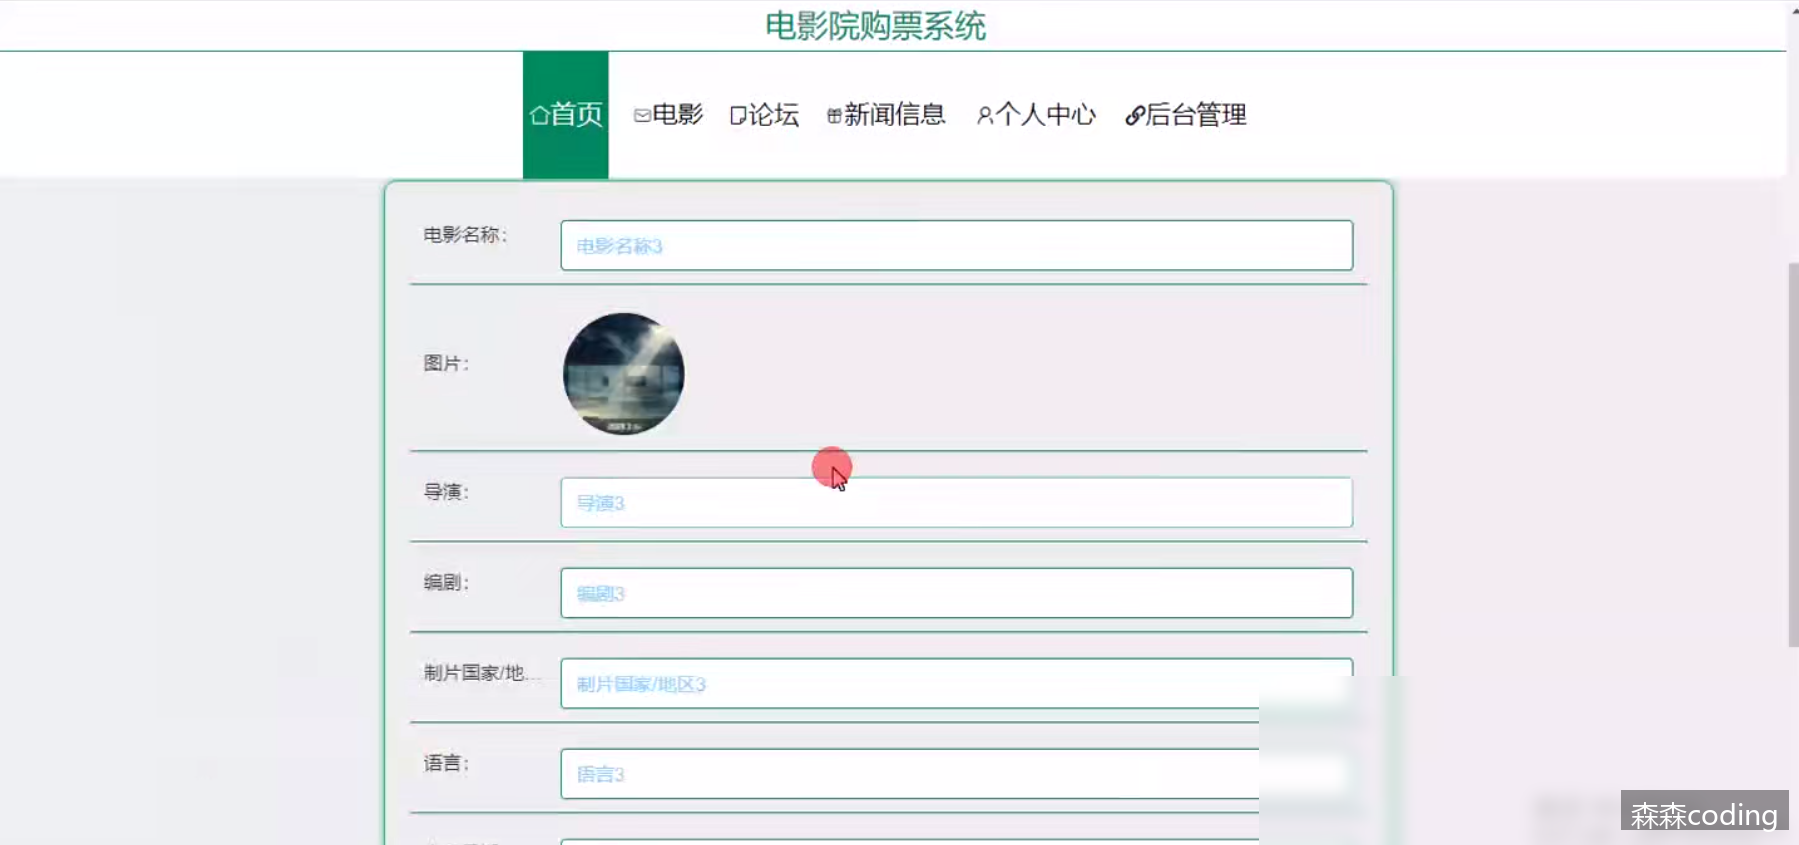 电影院购票系统
首页 电影 论坛 新闻信息 个人中心 后台管理
电影名称：
电影名称3
图片：
导演：
导演3
编剧：
编剧3
制片国家/地...
制片国家/地区3
语言：
语言3
森森coding